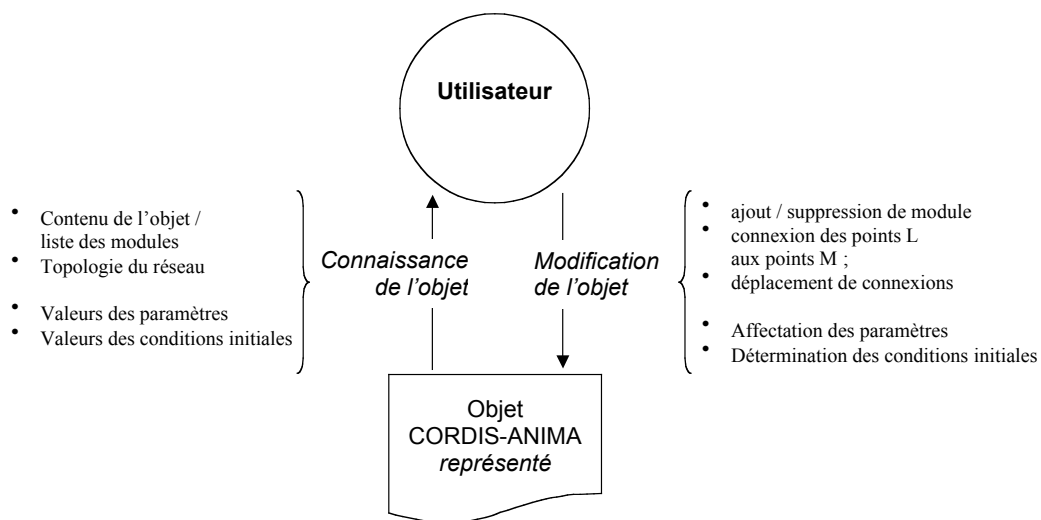 Utilisateur
• Contenu de l’objet /
liste des modules
• Topologie du réseau
• Valeurs des paramètres
• Valeurs des conditions initiales
Connaissance
de l’objet
Modification
de l’objet
• ajout / suppression de module
• connexion des points L
aux points M ;
• déplacement de connexions
• Affectation des paramètres
• Détermination des conditions initiales
Objet
CORDIS-ANIMA
représenté